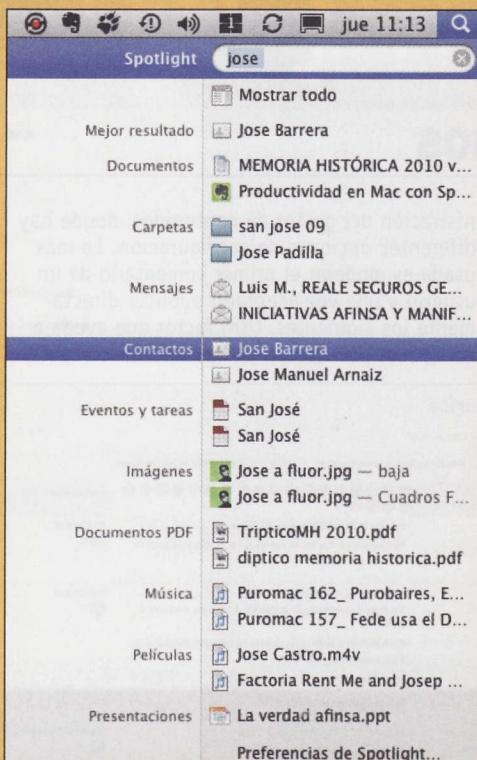 jue 11:13
Spotlight jose
Mostrar todo
Mejor resultado Jose Barrera
Documentos MEMORIA HISTÓRICA 2010 v...
Productividad en Mac con Sp...
Carpetas san jose 09
Jose Padilla
Mensajes Luis M., REALE SEGUROS GE...
INICIATIVAS AFINSA Y MANIF...
Contactos Jose Barrera
Jose Manuel Arnaiz
Eventos y tareas San José
San José
Imágenes Jose a fluor.jpg — baja
Jose a fluor.jpg — Cuadros F...
Documentos PDF TripticoMH 2010.pdf
diptico memoria historica.pdf
Música Puromac 162_ Purobaires, E...
Puromac 157_ Fede usa el D...
Películas Jose Castro.m4v
Factoria Rent Me and Josep ...
Presentaciones La verdad afinsa.ppt
Preferencias de Spotlight...